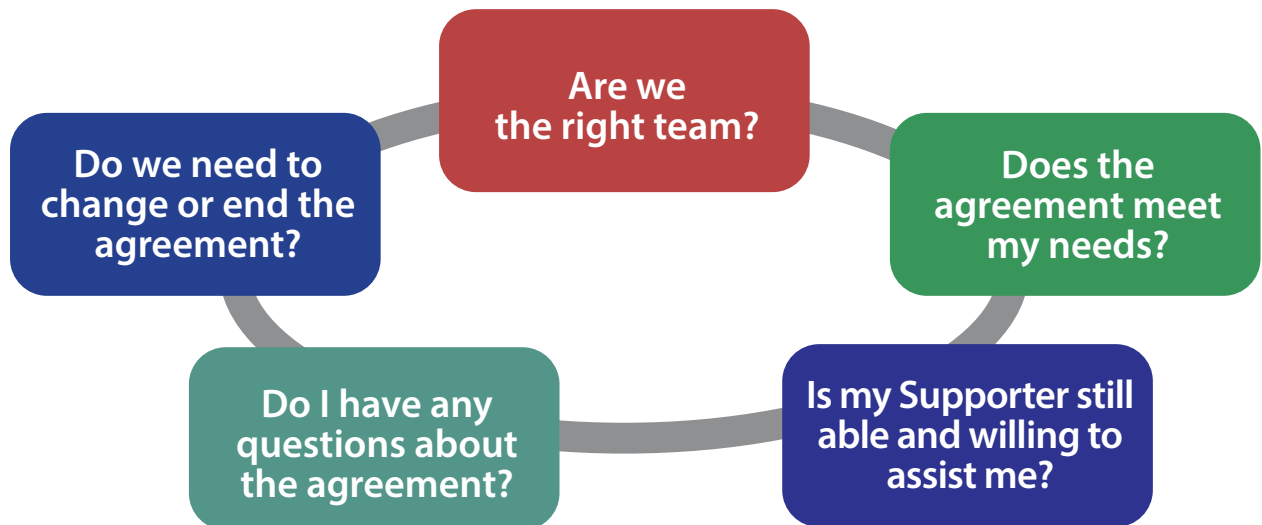 Are we
the right team?
Does the
agreement meet
my needs?
Is my Supporter still
able and willing to
assist me?
Do I have any
questions about
the agreement?
Do we need to
change or end the
agreement?